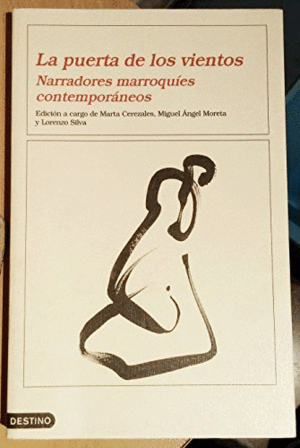 La puerta de los vientos
Narradores marroquíes
contemporáneos
Edición a cargo de Marta Cerezales, Miguel Ángel Moreta
y Lorenzo Silva
DESTINO